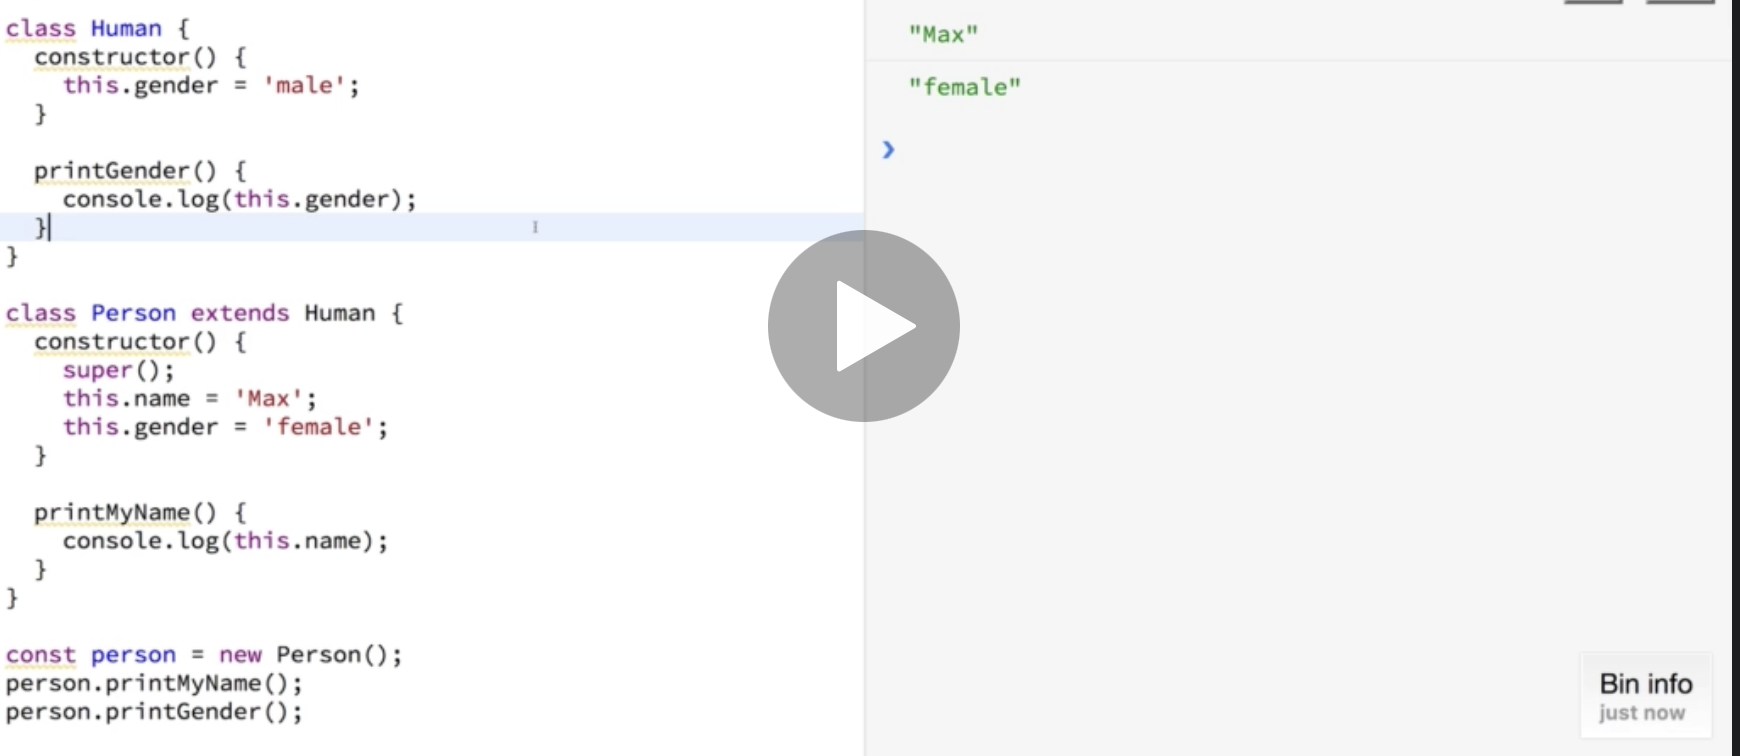 class Human {
  constructor() {
    this.gender = 'male';
  }

  printGender() {
    console.log(this.gender);
  }
}

class Person extends Human {
  constructor() {
    super();
    this.name = 'Max';
    this.gender = 'female';
  }

  printMyName() {
    console.log(this.name);
  }
}

const person = new Person();
person.printMyName();
person.printGender();
"Max"
"female"
❯
Bin info
just now